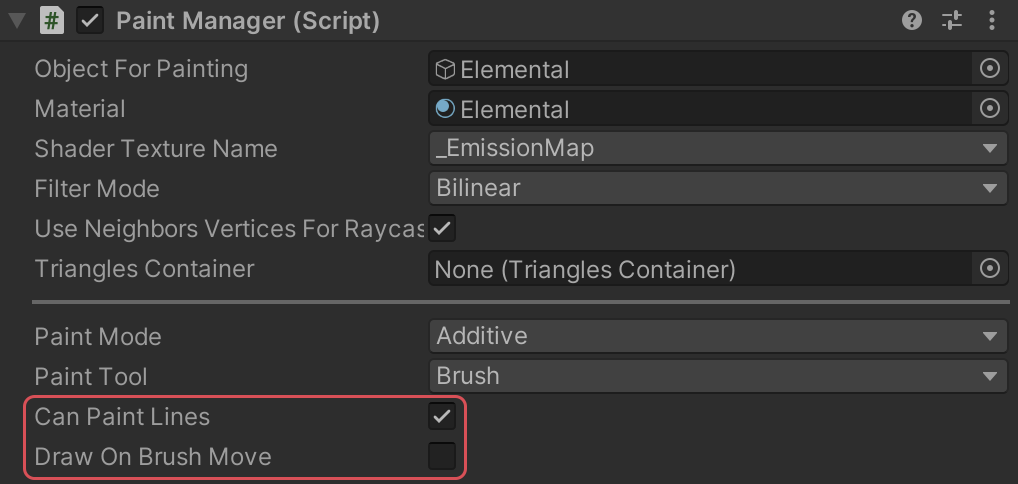 # Paint Manager (Script)
Object For Painting Elemental
Material Elemental
Shader Texture Name _EmissionMap
Filter Mode Bilinear
Use Neighbors Vertices For Raycas
Triangles Container None (Triangles Container)
Paint Mode Additive
Paint Tool Brush
Can Paint Lines
Draw On Brush Move